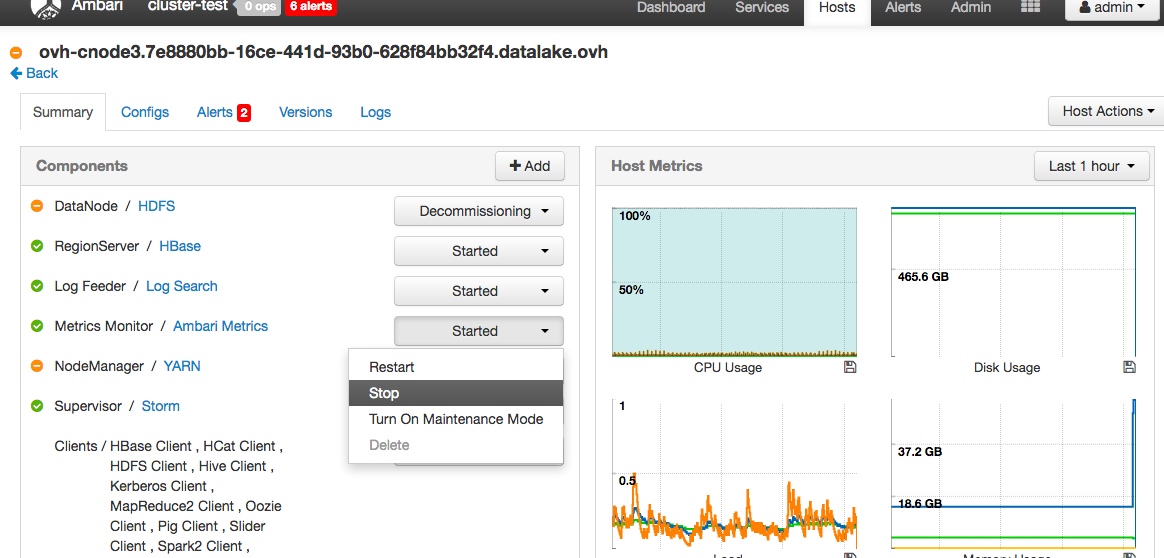 Ambari cluster-test 0 ops 6 alerts Dashboard Services Hosts Alerts Admin admin
ovh-cnode3.7e8880bb-16ce-441d-93b0-628f84bb32f4.datalake.ovh
Back
Summary Configs Alerts 2 Versions Logs Host Actions
Components + Add
DataNode / HDFS Decommissioning
RegionServer / HBase Started
Log Feeder / Log Search Started
Metrics Monitor / Ambari Metrics Started
NodeManager / YARN
Supervisor / Storm
Restart
Stop
Turn On Maintenance Mode
Delete
Clients / HBase Client , HCat Client ,
HDFS Client , Hive Client ,
Kerberos Client ,
MapReduce2 Client , Oozie
Client , Pig Client , Slider
Client , Spark2 Client ,
Host Metrics Last 1 hour
100%
50%
CPU Usage
465.6 GB
Disk Usage
1
0.5
Load
37.2 GB
18.6 GB
Memory Usage